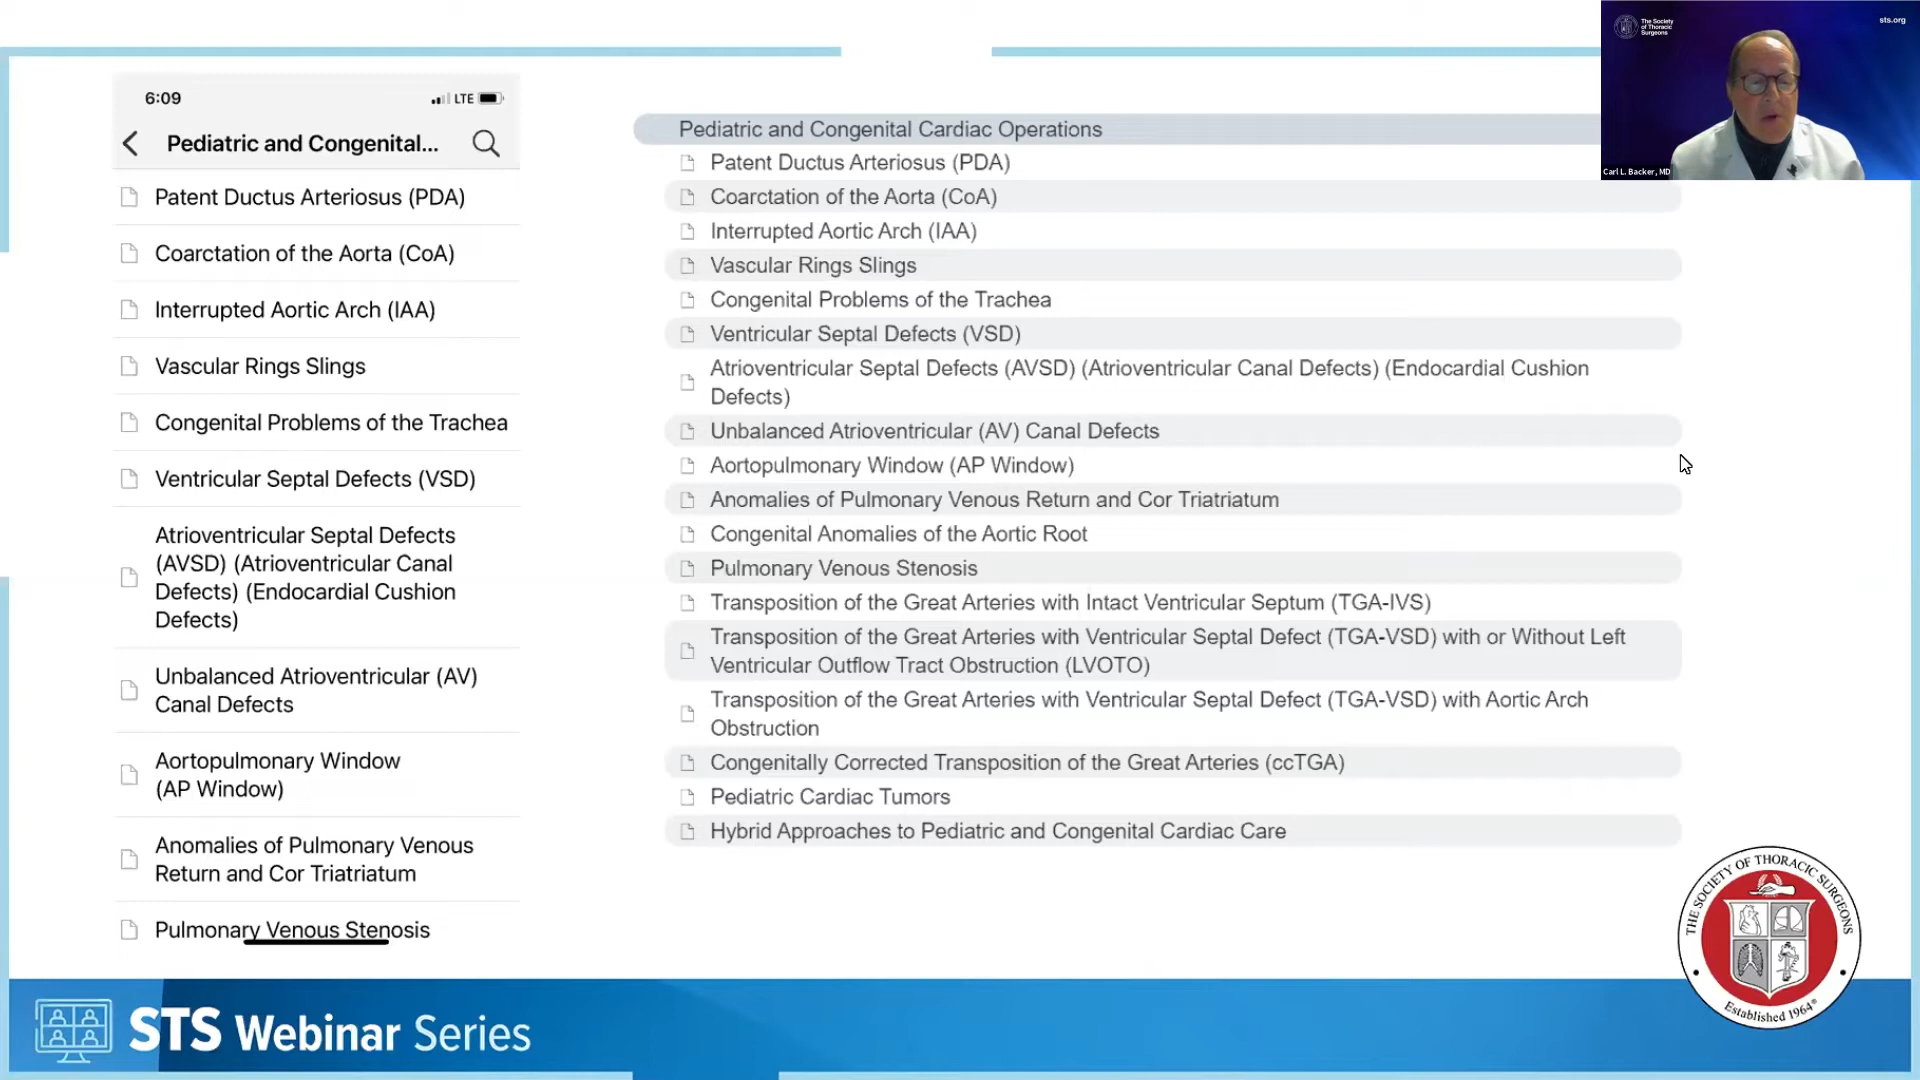 6:09
LTE
Pediatric and Congenital...
Patent Ductus Arteriosus (PDA)
Coarctation of the Aorta (CoA)
Interrupted Aortic Arch (IAA)
Vascular Rings Slings
Congenital Problems of the Trachea
Ventricular Septal Defects (VSD)
Atrioventricular Septal Defects
(AVSD) (Atrioventricular Canal
Defects) (Endocardial Cushion
Defects)
Unbalanced Atrioventricular (AV)
Canal Defects
Aortopulmonary Window
(AP Window)
Anomalies of Pulmonary Venous
Return and Cor Triatriatum
Pulmonary Venous Stenosis
Pediatric and Congenital Cardiac Operations
Patent Ductus Arteriosus (PDA)
Coarctation of the Aorta (CoA)
Interrupted Aortic Arch (IAA)
Vascular Rings Slings
Congenital Problems of the Trachea
Ventricular Septal Defects (VSD)
Atrioventricular Septal Defects (AVSD) (Atrioventricular Canal Defects) (Endocardial Cushion
Defects)
Unbalanced Atrioventricular (AV) Canal Defects
Aortopulmonary Window (AP Window)
Anomalies of Pulmonary Venous Return and Cor Triatriatum
Congenital Anomalies of the Aortic Root
Pulmonary Venous Stenosis
Transposition of the Great Arteries with Intact Ventricular Septum (TGA-IVS)
Transposition of the Great Arteries with Ventricular Septal Defect (TGA-VSD) with or Without Left
Ventricular Outflow Tract Obstruction (LVOTO)
Transposition of the Great Arteries with Ventricular Septal Defect (TGA-VSD) with Aortic Arch
Obstruction
Congenitally Corrected Transposition of the Great Arteries (ccTGA)
Pediatric Cardiac Tumors
Hybrid Approaches to Pediatric and Congenital Cardiac Care
The Society
of Thoracic
Surgeons
sts.org
Carl L. Backer, MD
THE SOCIETY OF THORACIC SURGEONS
Established 1964®
STS Webinar Series